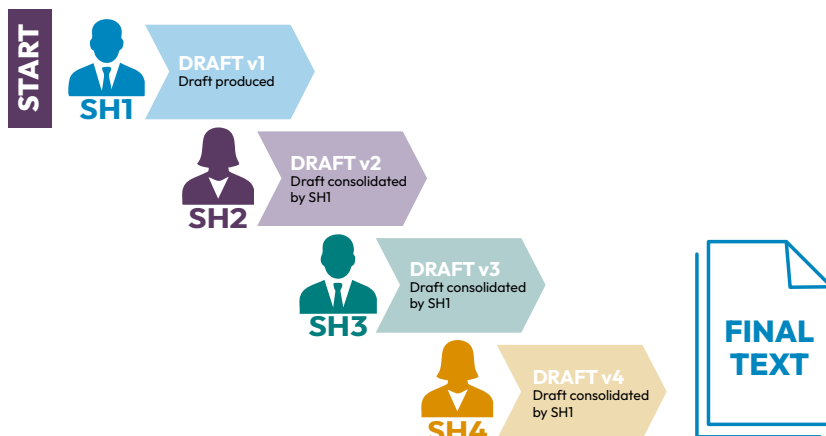 START
SH1
DRAFT v1
Draft produced
SH2
DRAFT v2
Draft consolidated
by SH1
SH3
DRAFT v3
Draft consolidated
by SH1
SH4
DRAFT v4
Draft consolidated
by SH1
FINAL
TEXT